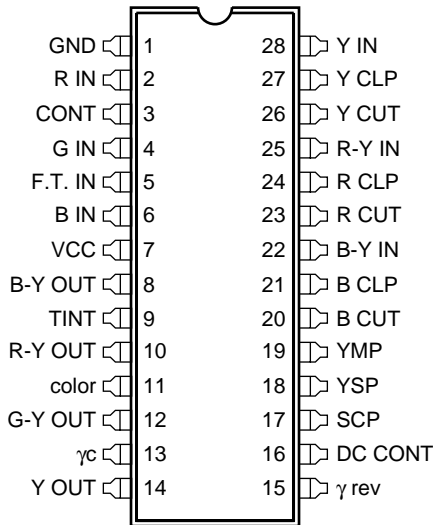 GND 1 28 Y IN
R IN 2 27 Y CLP
CONT 3 26 Y CUT
G IN 4 25 R-Y IN
F.T. IN 5 24 R CLP
B IN 6 23 R CUT
VCC 7 22 B-Y IN
B-Y OUT 8 21 B CLP
TINT 9 20 B CUT
R-Y OUT 10 19 YMP
color 11 18 YSP
G-Y OUT 12 17 SCP
γc 13 16 DC CONT
Y OUT 14 15 γ rev